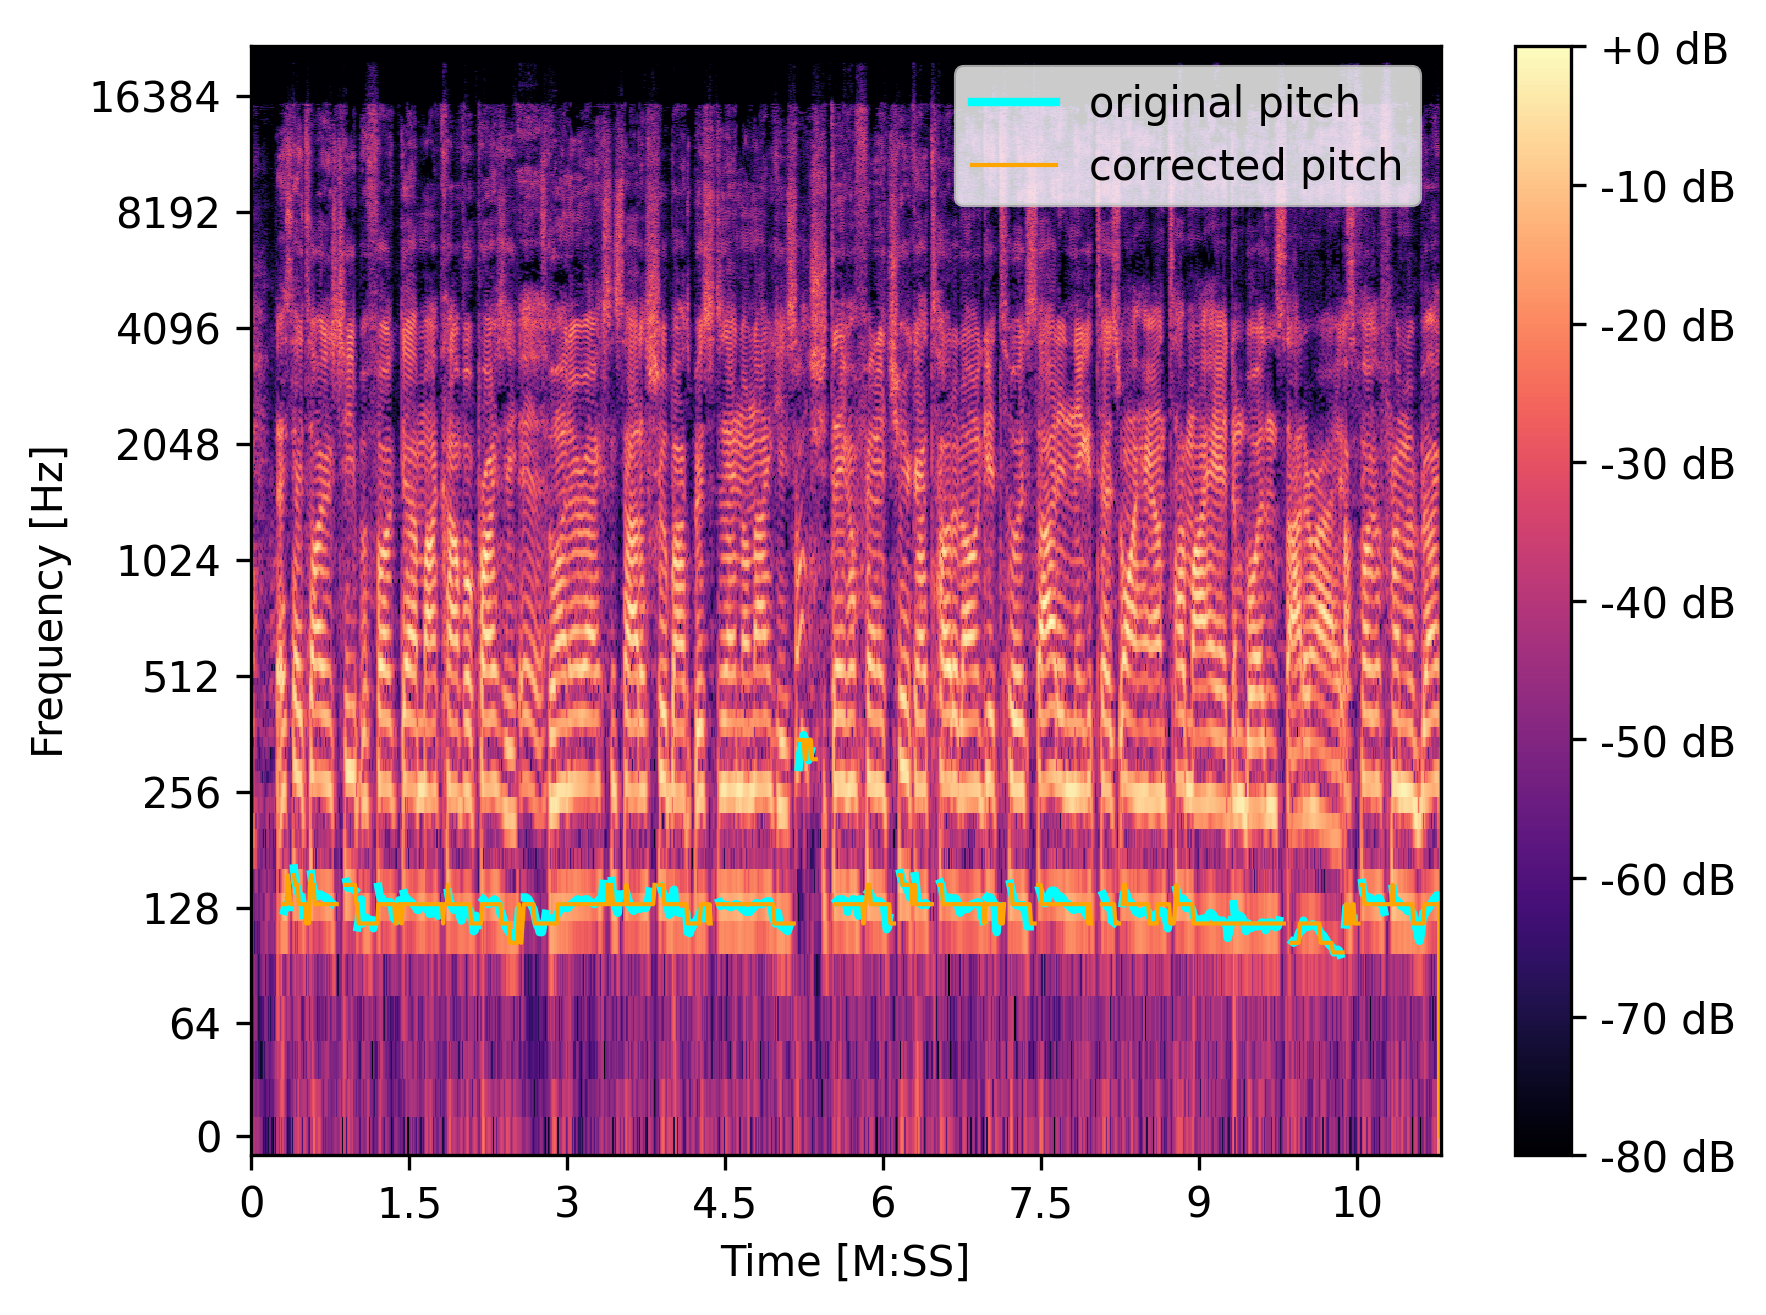 original pitch
corrected pitch
16384
8192
4096
2048
1024
512
256
128
64
0
Frequency [Hz]
0 1.5 3 4.5 6 7.5 9 10
Time [M:SS]
+0 dB
-10 dB
-20 dB
-30 dB
-40 dB
-50 dB
-60 dB
-70 dB
-80 dB